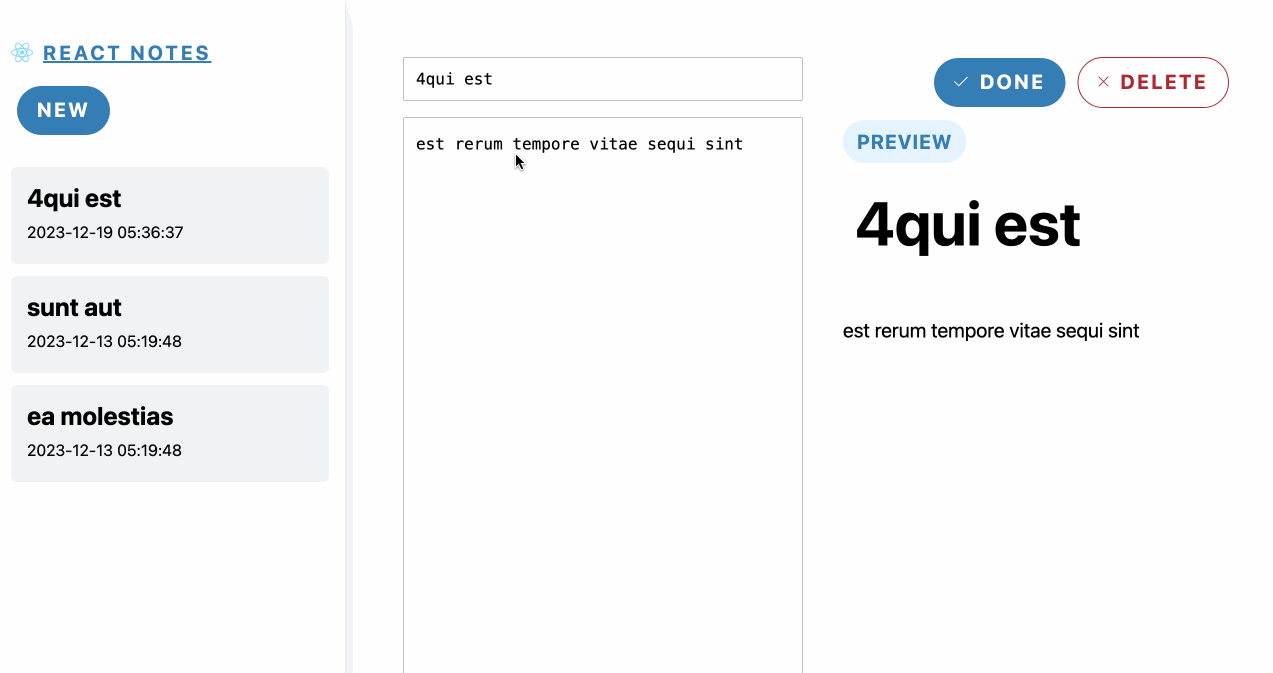 REACT NOTES
NEW
4qui est
2023-12-19 05:36:37
sunt aut
2023-12-13 05:19:48
ea molestias
2023-12-13 05:19:48
4qui est
est rerum tempore vitae sequi sint
DONE
DELETE
PREVIEW
4qui est
est rerum tempore vitae sequi sint